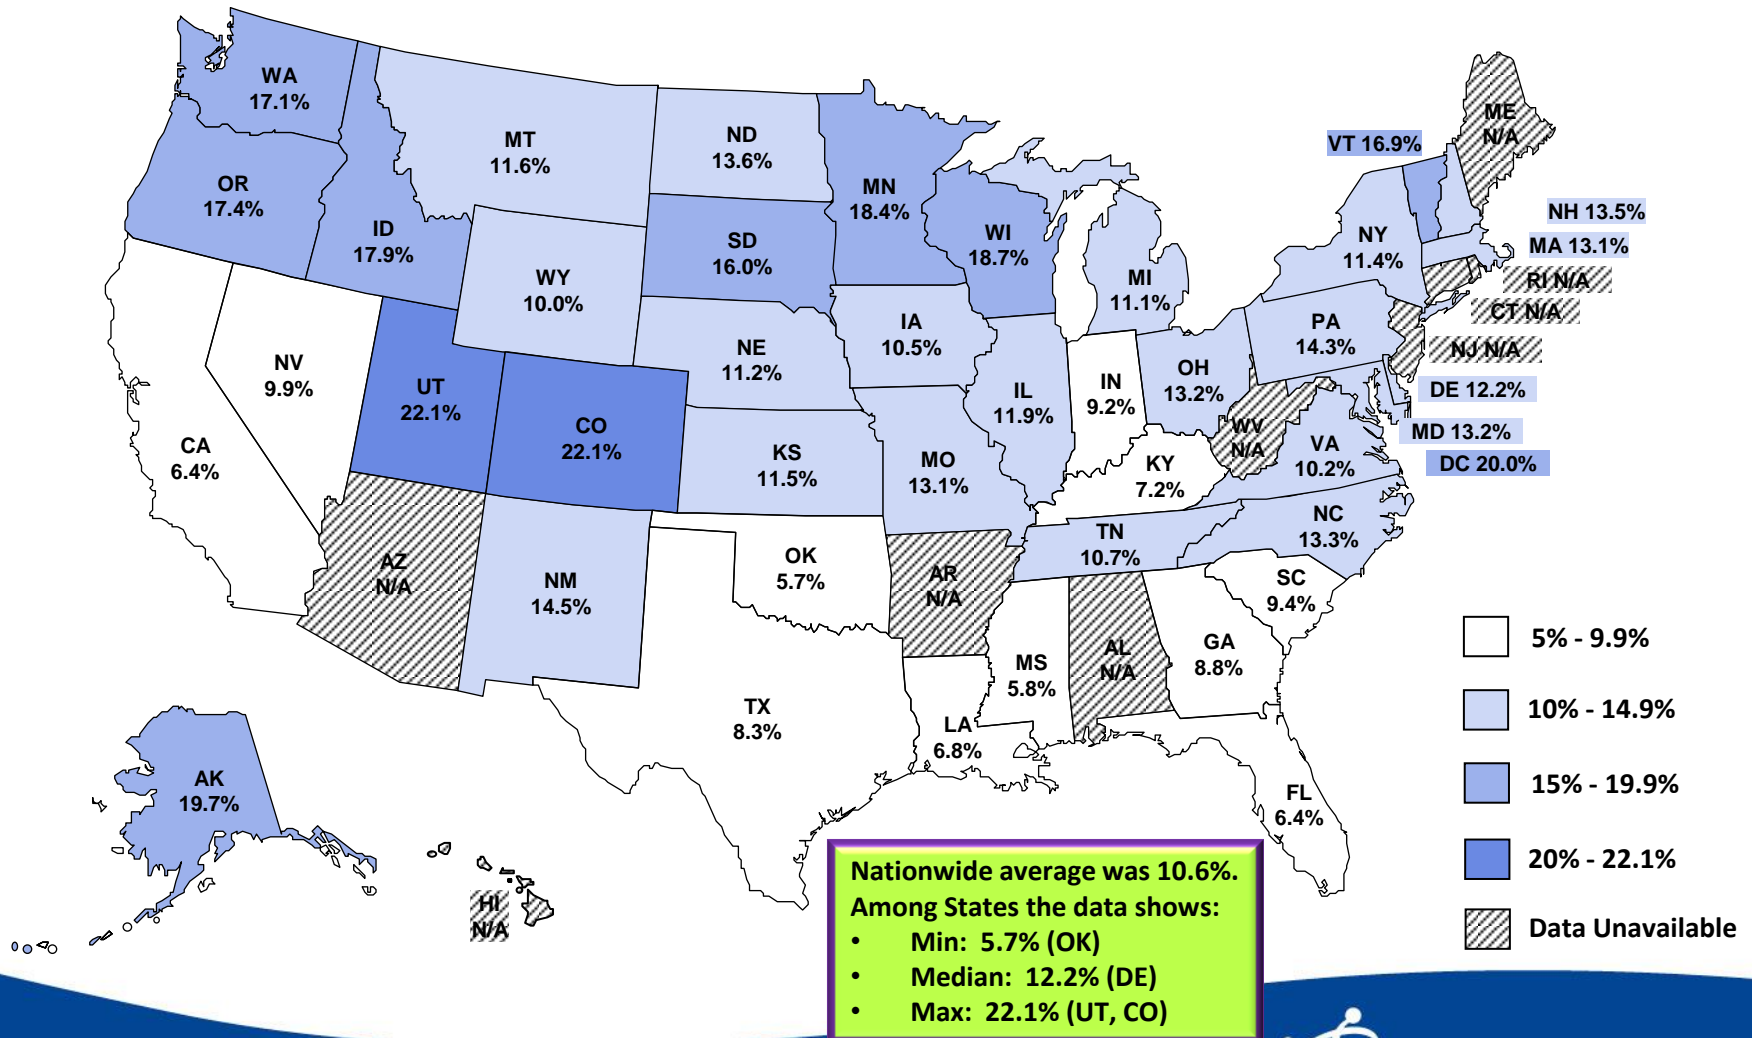 WA
17.1%
MT
11.6%
ND
13.6%
MN
18.4%
OR
17.4%
ID
17.9%
WY
10.0%
SD
16.0%
WI
18.7%
MI
11.1%
NY
11.4%
VT 16.9%
ME
N/A
NH 13.5%
MA 13.1%
RI N/A
CT N/A
NJ N/A
DE 12.2%
MD 13.2%
DC 20.0%
NV
9.9%
UT
22.1%
CO
22.1%
NE
11.2%
IA
10.5%
IL
11.9%
IN
9.2%
OH
13.2%
PA
14.3%
CA
6.4%
KS
11.5%
MO
13.1%
KY
7.2%
WV
N/A
VA
10.2%
AZ
N/A
NM
14.5%
OK
5.7%
AR
N/A
TN
10.7%
NC
13.3%
SC
9.4%
TX
8.3%
LA
6.8%
MS
5.8%
AL
N/A
GA
8.8%
FL
6.4%
AK
19.7%
HI
N/A
5% - 9.9%
10% - 14.9%
15% - 19.9%
20% - 22.1%
Data Unavailable
Nationwide average was 10.6%.
Among States the data shows:
• Min: 5.7% (OK)
• Median: 12.2% (DE)
• Max: 22.1% (UT, CO)